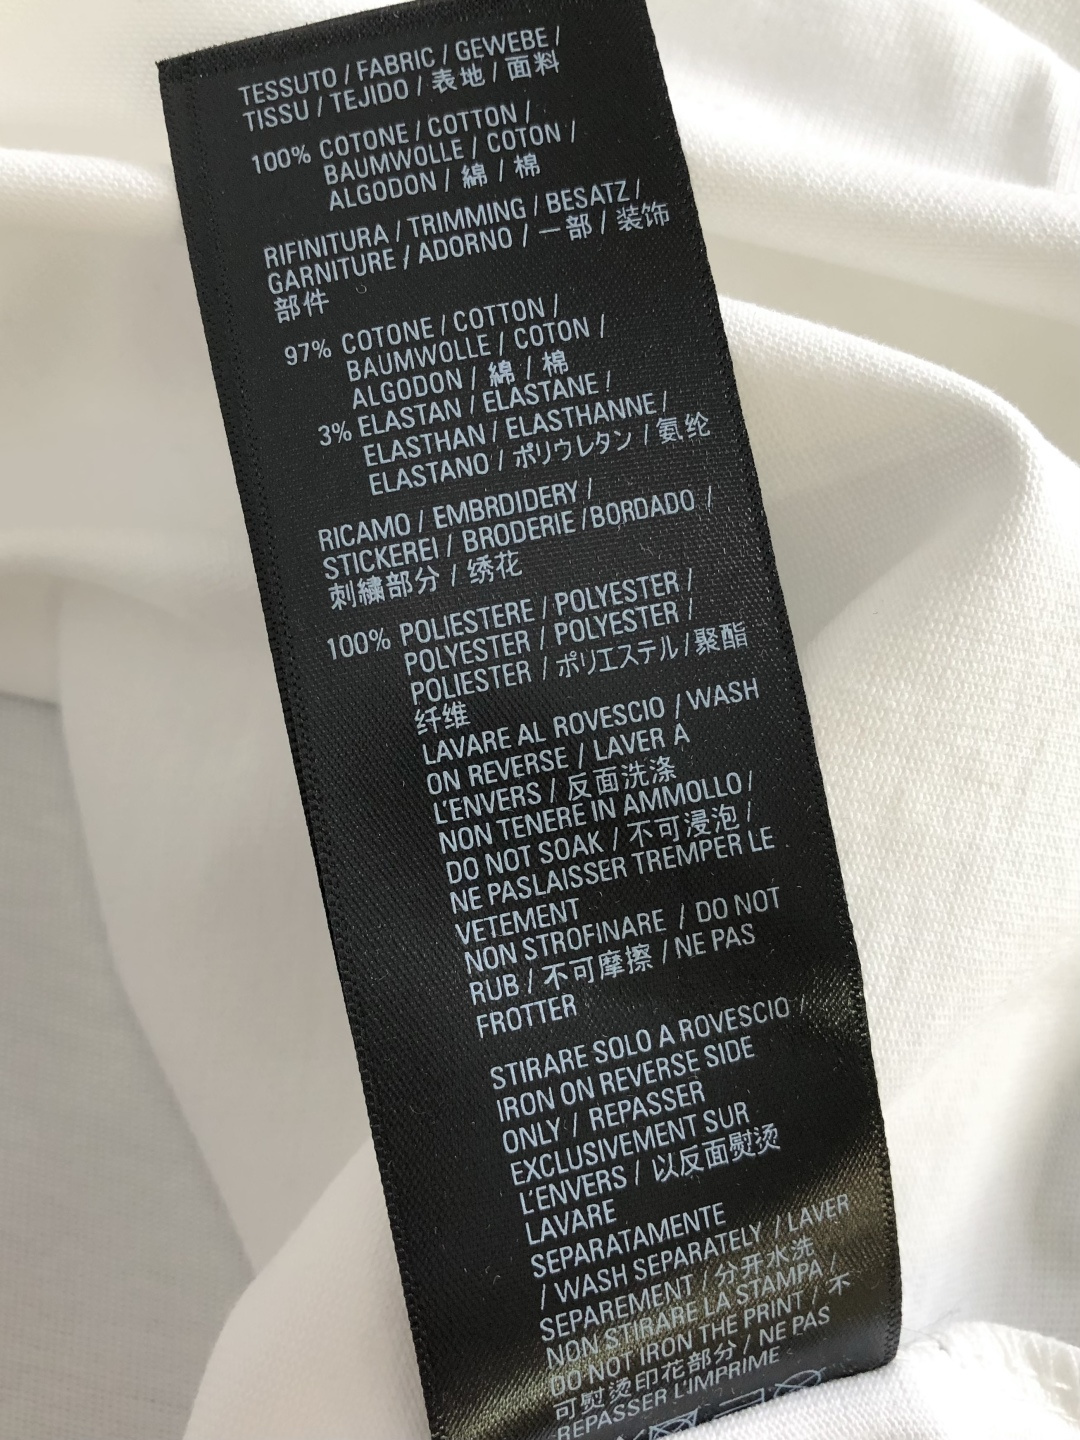 TESSUTO / FABRIC / GEWEBE /
TISSU / TEJIDO / 表地 / 面料
100% COTONE / COTTON /
BAUMWOLLE / COTON /
ALGODON / 綿 / 棉
RIFINITURA / TRIMMING / BESATZ /
GARNITURE / ADORNO / 一部 / 装饰
部件
97% COTONE / COTTON /
BAUMWOLLE / COTON /
ALGODON / 綿 / 棉
3% ELASTAN / ELASTANE /
ELASTHAN / ELASTHANNE /
ELASTANO / ポリウレタン / 氨纶
RICAMO / EMBRDIDERY /
STICKEREI / BRODERIE /BORDADO /
刺繍部分 / 绣花
100% POLIESTERE / POLYESTER /
POLYESTER / POLYESTER /
POLIESTER / ポリエステル / 聚酯
纤维
LAVARE AL ROVESCIO / WASH
ON REVERSE / LAVER A
L'ENVERS / 反面洗涤
NON TENERE IN AMMOLLO /
DO NOT SOAK / 不可浸泡 /
NE PASLAISSER TREMPER LE
VETEMENT
NON STROFINARE / DO NOT
RUB / 不可摩擦 / NE PAS
FROTTER
STIRARE SOLO A ROVESCIO /
IRON ON REVERSE SIDE
ONLY / REPASSER
EXCLUSIVEMENT SUR
L'ENVERS / 以反面熨烫
LAVARE
SEPARATAMENTE
/ WASH SEPARATELY / LAVER
SEPAREMENT / 分开水洗
NON STIRARE LA STAMPA /
DO NOT IRON THE PRINT / 不
可熨烫印花部分 / NE PAS
REPASSER L'IMPRIME